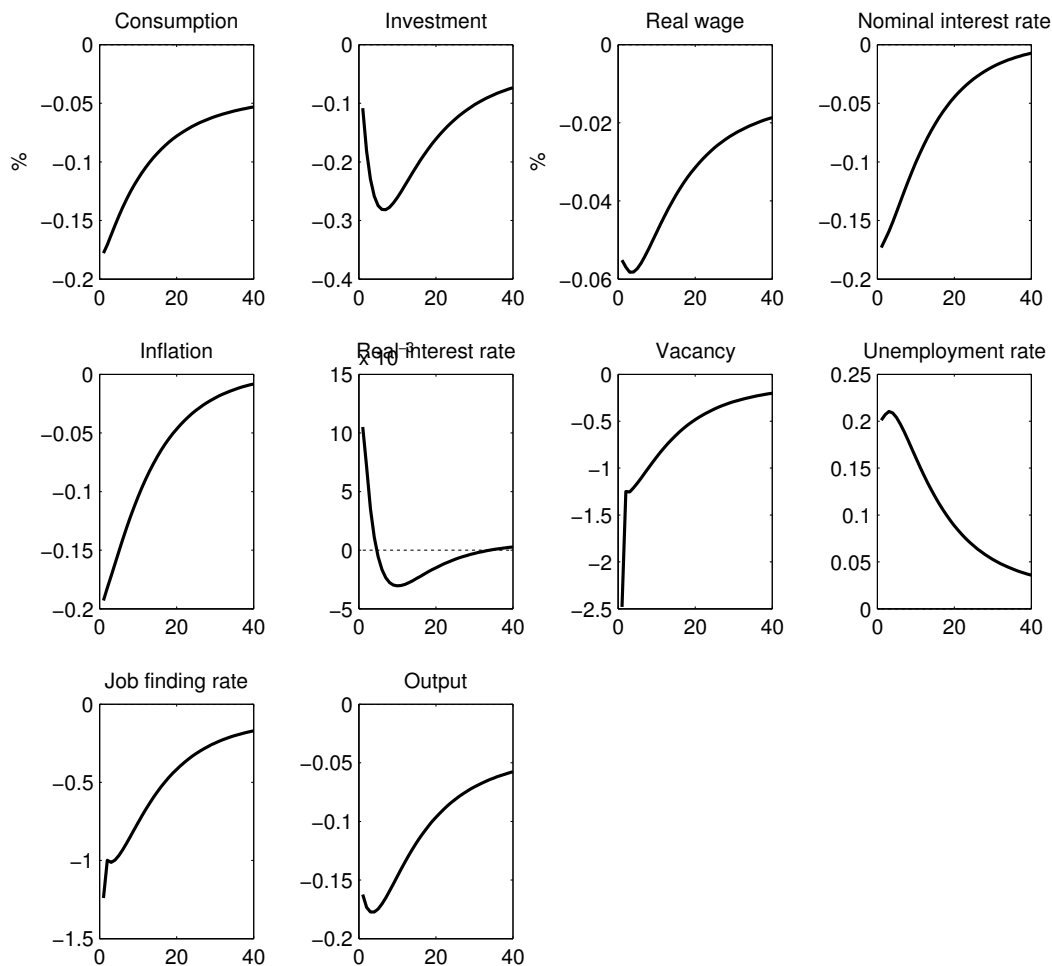 Consumption
Investment
Real wage
Nominal interest rate
%
0
−0.05
−0.1
−0.15
−0.2
0 20 40
0
−0.1
−0.2
−0.3
−0.4
0 20 40
%
0
−0.02
−0.04
−0.06
0 20 40
0
−0.05
−0.1
−0.15
−0.2
0 20 40
Inflation
Real interest rate
Vacancy
Unemployment rate
0
−0.05
−0.1
−0.15
−0.2
0 20 40
x 10−3
15
10
5
0
−5
0 20 40
0
−0.5
−1
−1.5
−2
−2.5
0 20 40
0.25
0.2
0.15
0.1
0.05
0
0 20 40
Job finding rate
Output
0
−0.5
−1
−1.5
0 20 40
0
−0.05
−0.1
−0.15
−0.2
0 20 40